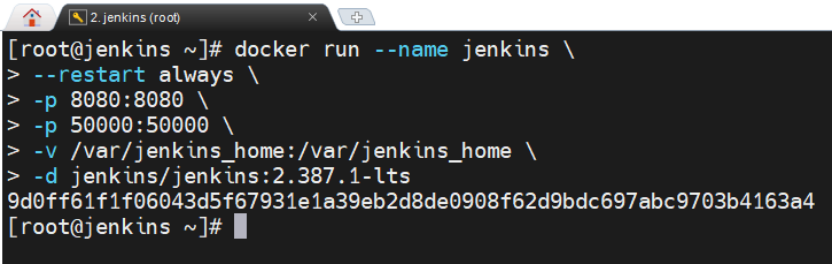 2. jenkins (root)
[root@jenkins ~]# docker run --name jenkins \
> --restart always \
> -p 8080:8080 \
> -p 50000:50000 \
> -v /var/jenkins_home:/var/jenkins_home \
> -d jenkins/jenkins:2.387.1-lts
9d0ff61f1f06043d5f67931e1a39eb2d8de0908f62d9bdc697abc9703b4163a4
[root@jenkins ~]#